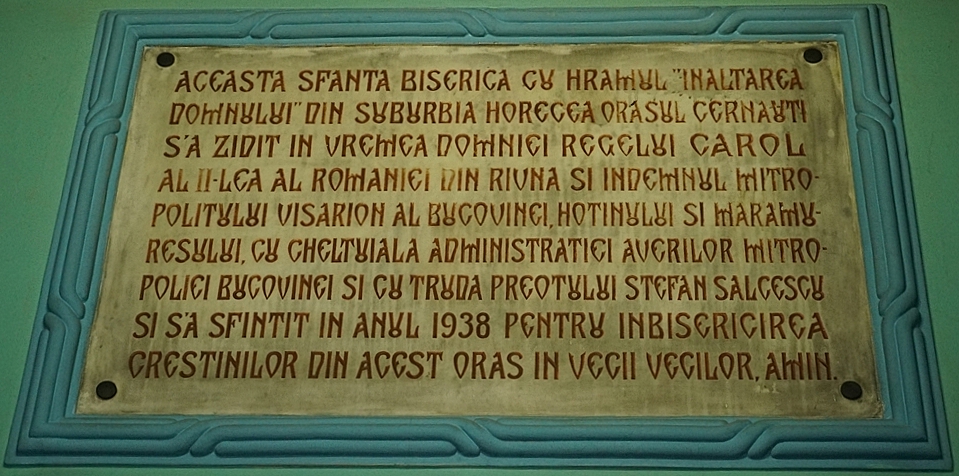 ACEASTA SFANTA BISERICA CU HRAMUL "INALTAREA
DOMNULUI" DIN SUBURBIA HORECEA ORASUL CERNAUTI
S'A ZIDIT IN VREMEA DOMNIEI REGELUI CAROL
AL II-LEA AL ROMANIEI DIN RIVNA SI INDEMNUL MITRO-
POLITULUI VISARION AL BUCOVINEI, HOTINULUI SI MARAMU-
RESULUI, CU CHELTUIALA ADMINISTRATIEI AVERILOR MITRO-
POLIEI BUCOVINEI SI CU TRUDA PREOTULUI STEFAN SALCESCU
SI S'A SFINTIT IN ANUL 1938 PENTRU INBISERICIREA
CRESTINILOR DIN ACEST ORAS IN VECII VECILOR, AMIN.